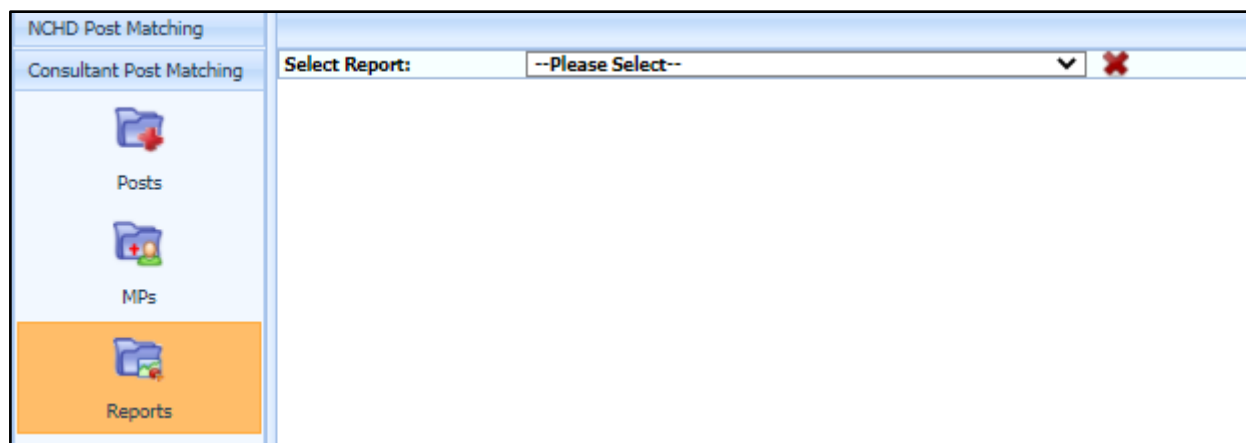 NCHD Post Matching
Consultant Post Matching
Posts
MPs
Reports
Select Report: --Please Select--